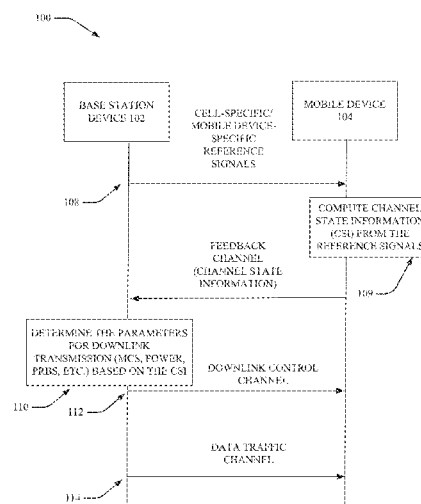 100
BASE STATION
DEVICE 102
MOBILE DEVICE
104
CELL-SPECIFIC/
MOBILE DEVICE-
SPECIFIC
REFERENCE
SIGNALS
108
COMPUTE CHANNEL
STATE INFORMATION
(CSI) FROM THE
REFERENCE SIGNALS
109
FEEDBACK
CHANNEL
(CHANNEL STATE
INFORMATION)
DETERMINE THE PARAMETERS
FOR DOWNLINK
TRANSMISSION (MCS, POWER,
PRBS, ETC.) BASED ON THE CSI
110
112
DOWNLINK CONTROL
CHANNEL
DATA TRAFFIC
CHANNEL
114